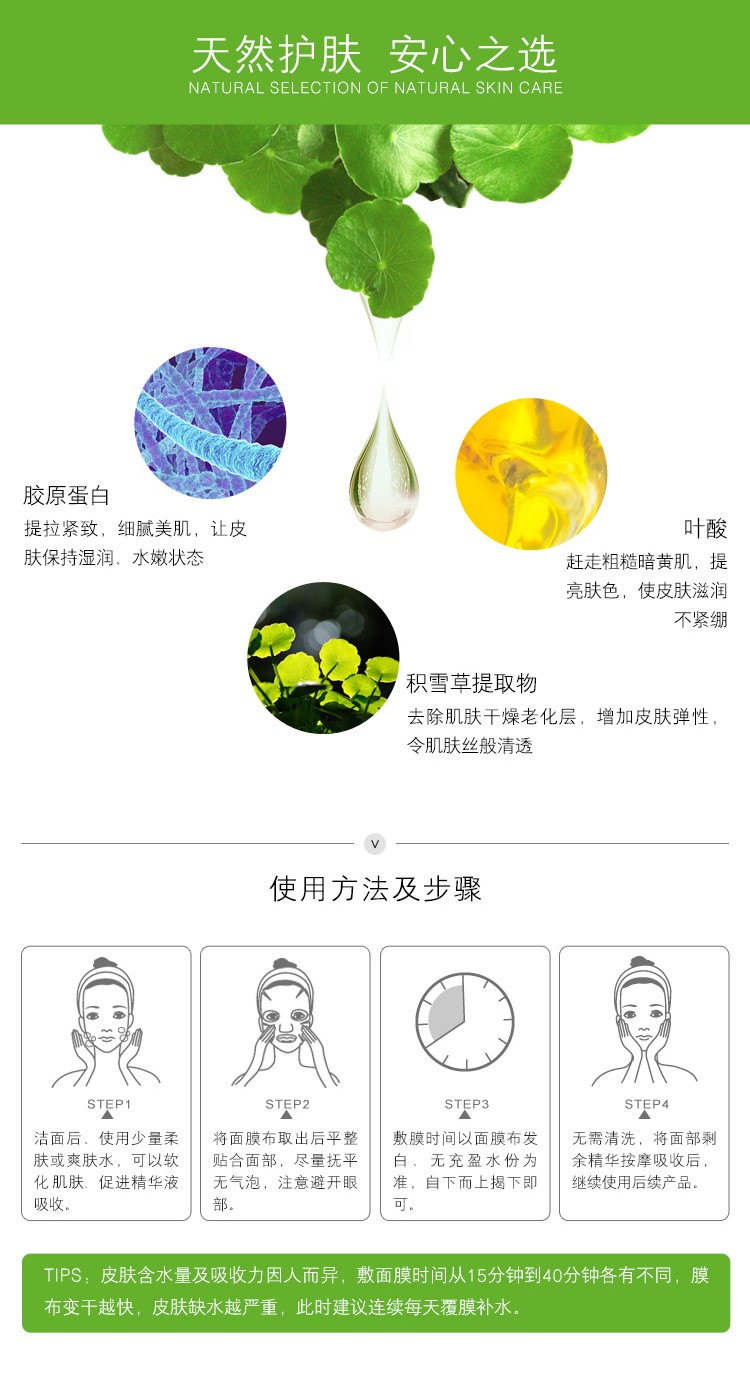 天然护肤 安心之选
NATURAL SELECTION OF NATURAL SKIN CARE
胶原蛋白
提拉紧致，细腻美肌，让皮
肤保持湿润、水嫩状态
叶酸
赶走粗糙暗黄肌，提
亮肤色，使皮肤滋润
不紧绷
积雪草提取物
去除肌肤干燥老化层，增加皮肤弹性，
令肌肤丝般清透
V
使用方法及步骤
STEP1
洁面后、使用少量柔
肤或爽肤水，可以软
化肌肤、促进精华液
吸收。
STEP2
将面膜布取出后平整
贴合面部，尽量抚平
无气泡，注意避开眼
部。
STEP3
敷膜时间以面膜布发
白、无充盈水份为
准，自下而上揭下即
可。
STEP4
无需清洗，将面部剩
余精华按摩吸收后，
继续使用后续产品。
TIPS：皮肤含水量及吸收力因人而异，敷面膜时间从15分钟到40分钟各有不同，膜
布变干越快，皮肤缺水越严重，此时建议连续每天覆膜补水。